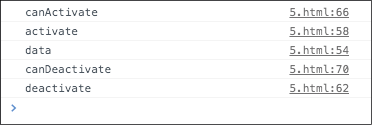 canActivate 5.html:66
activate 5.html:58
data 5.html:54
canDeactivate 5.html:70
deactivate 5.html:62
>